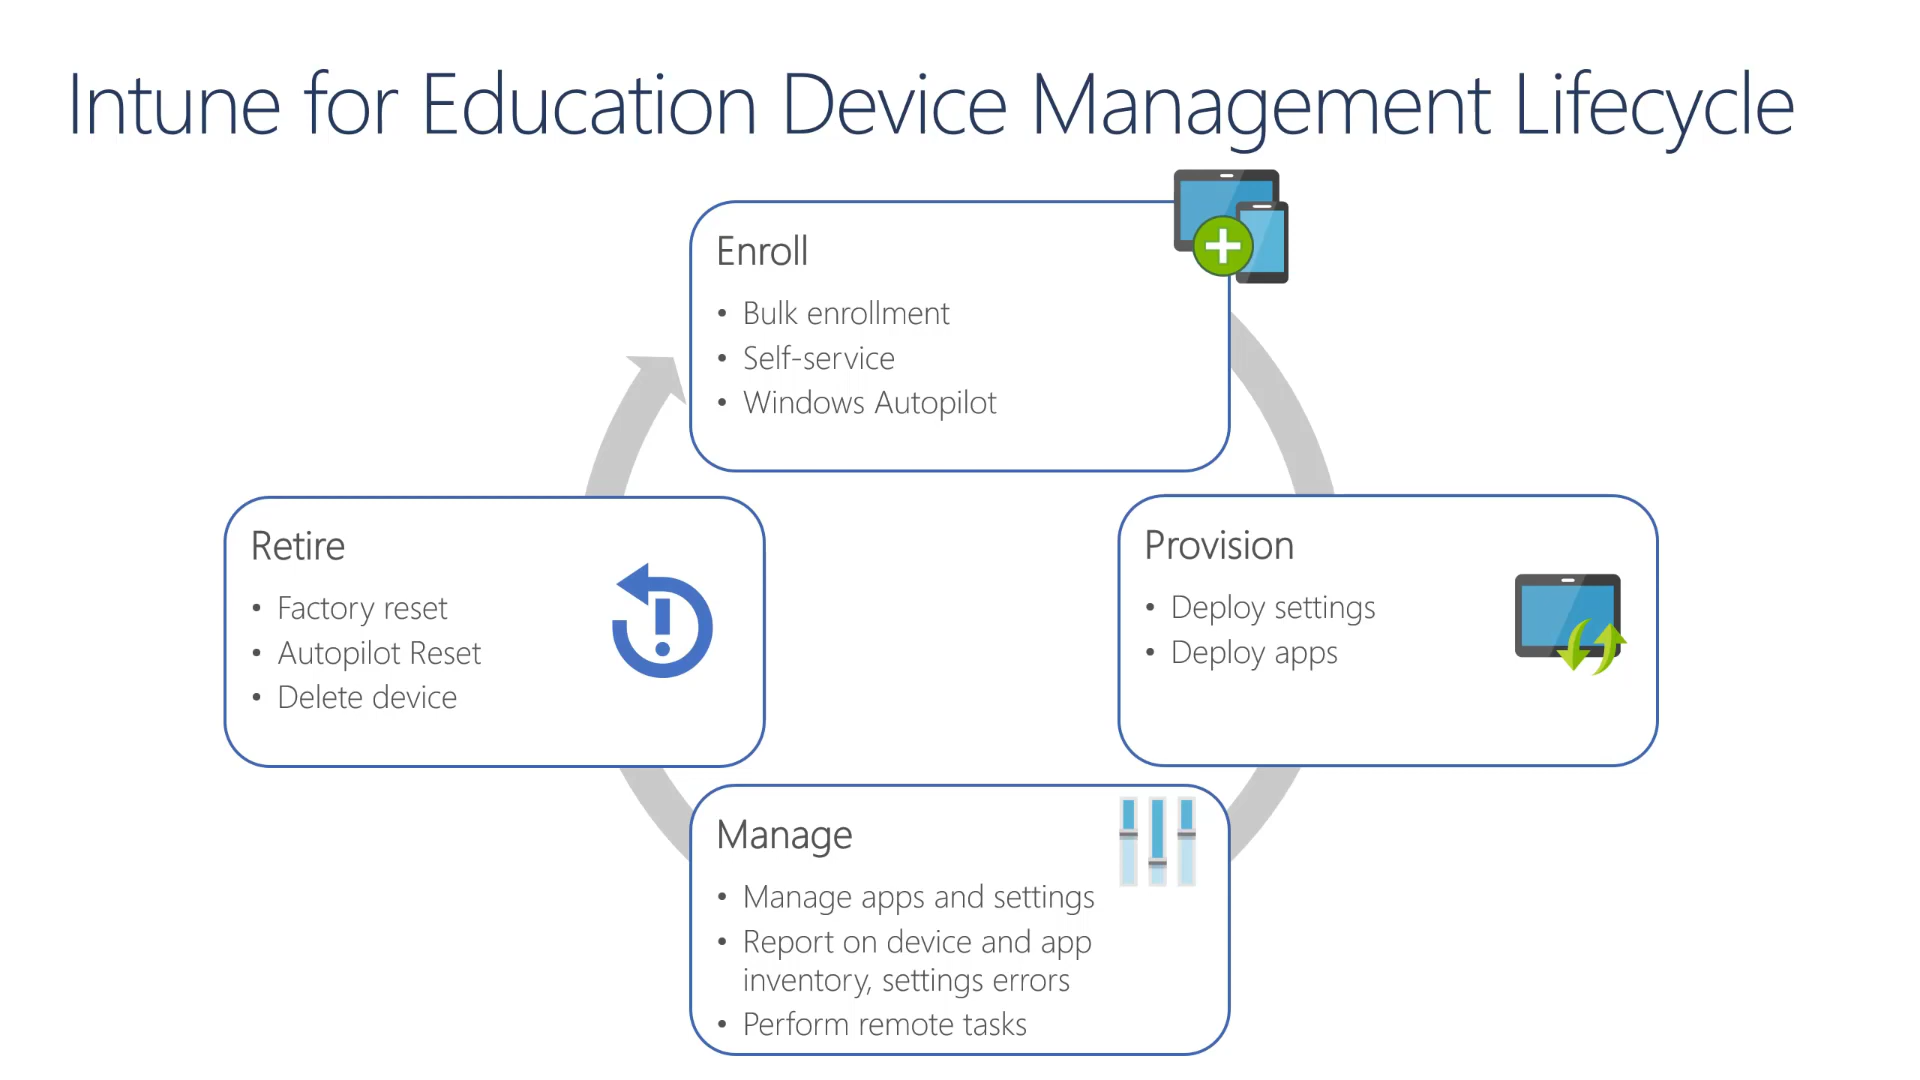 Intune for Education Device Management Lifecycle
Enroll
• Bulk enrollment
• Self-service
• Windows Autopilot
Provision
• Deploy settings
• Deploy apps
Manage
• Manage apps and settings
• Report on device and app
inventory, settings errors
• Perform remote tasks
Retire
• Factory reset
• Autopilot Reset
• Delete device